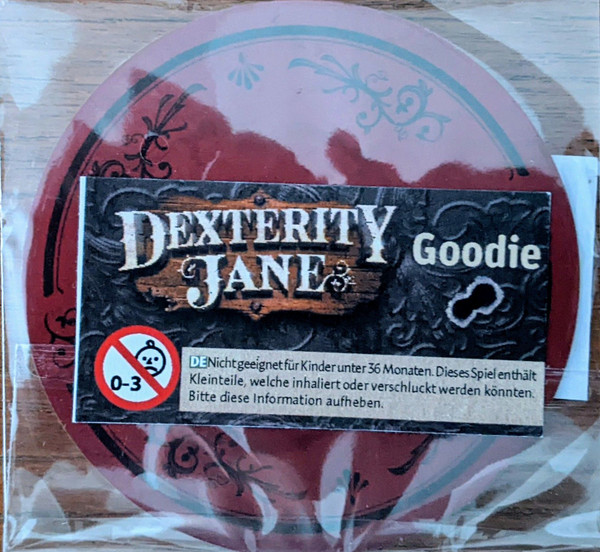 DEXTERITY
JANE
Goodie
0-3
DE Nicht geeignet für Kinder unter 36 Monaten. Dieses Spiel enthält
Kleinteile, welche inhaliert oder verschluckt werden könnten.
Bitte diese Information aufheben.